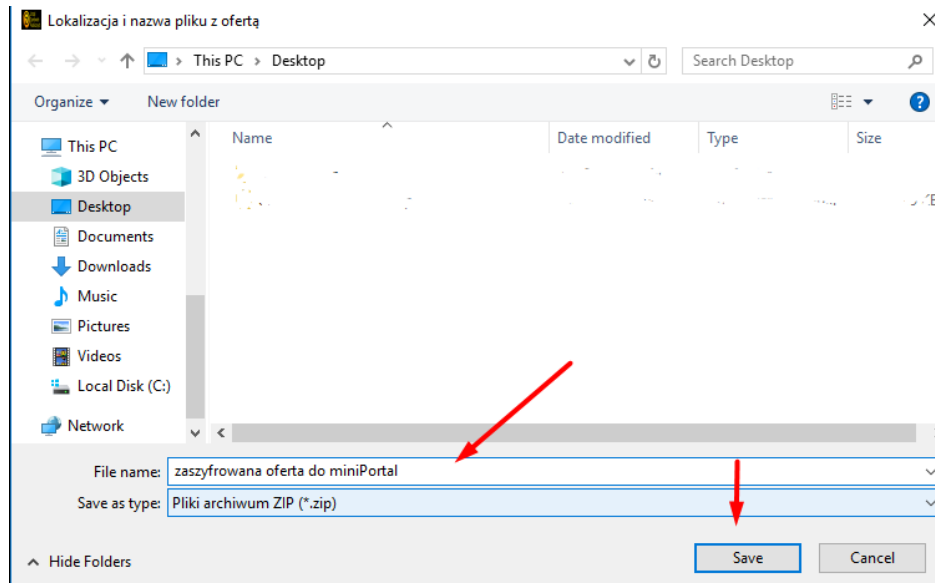 Lokalizacja i nazwa pliku z ofertą
This PC > Desktop
Search Desktop
Organize
New folder
?
Name
Date modified
Type
Size
This PC
3D Objects
Desktop
Documents
Downloads
Music
Pictures
Videos
Local Disk (C:)
Network
File name: zaszyfrowana oferta do miniPortal
Save as type: Pliki archiwum ZIP (*.zip)
Hide Folders
Save
Cancel